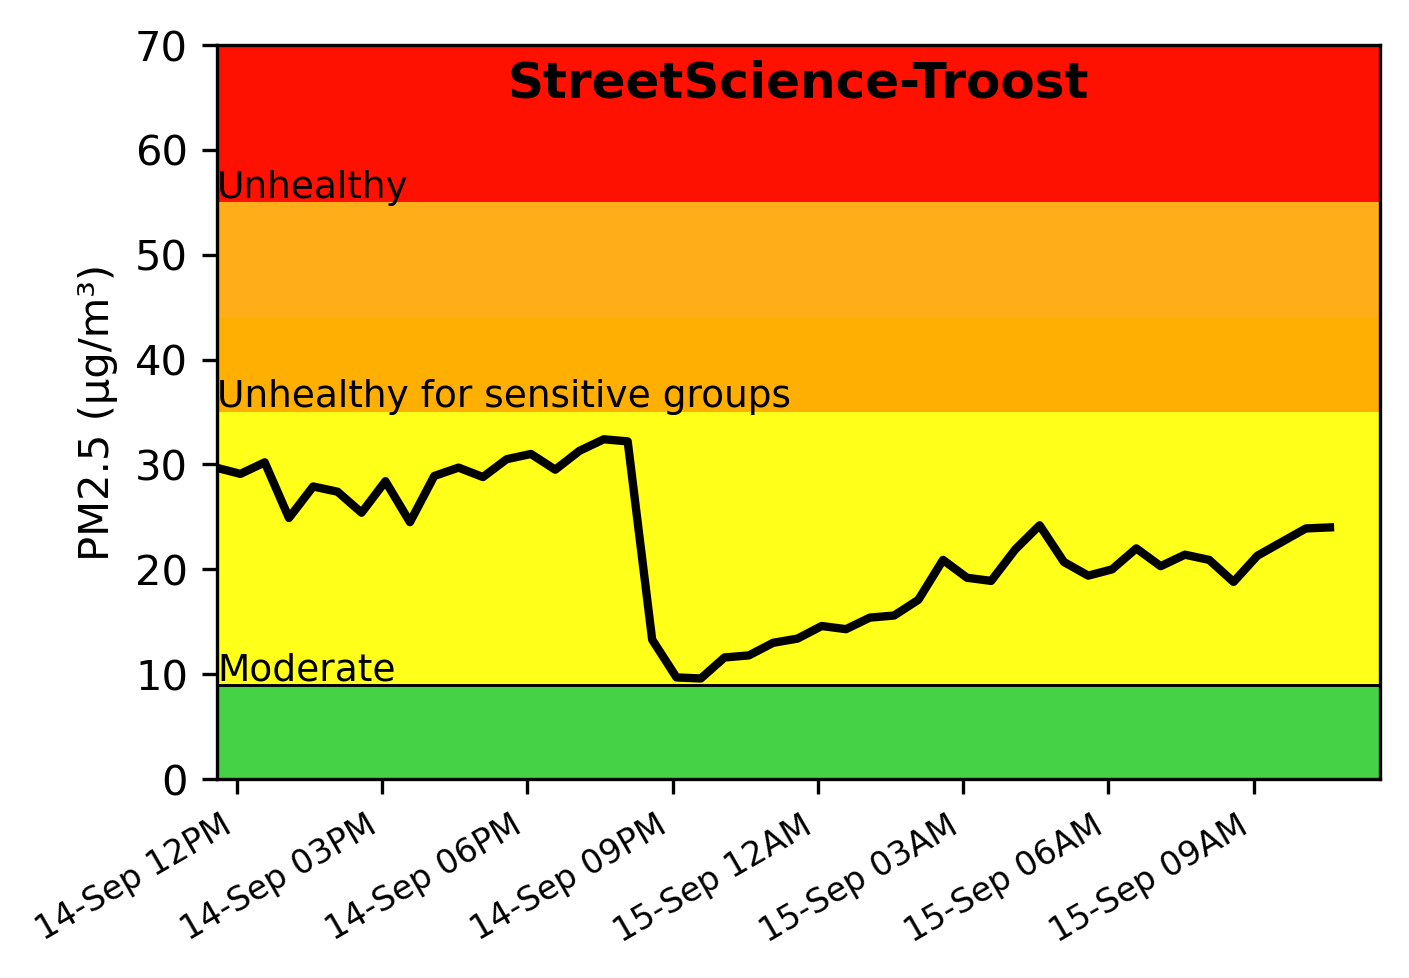 StreetScience-Troost
70
60
Unhealthy
50
40
Unhealthy for sensitive groups
30
20
Moderate
10
0
PM2.5 (µg/m³)
14-Sep 12PM
14-Sep 03PM
14-Sep 06PM
14-Sep 09PM
15-Sep 12AM
15-Sep 03AM
15-Sep 06AM
15-Sep 09AM